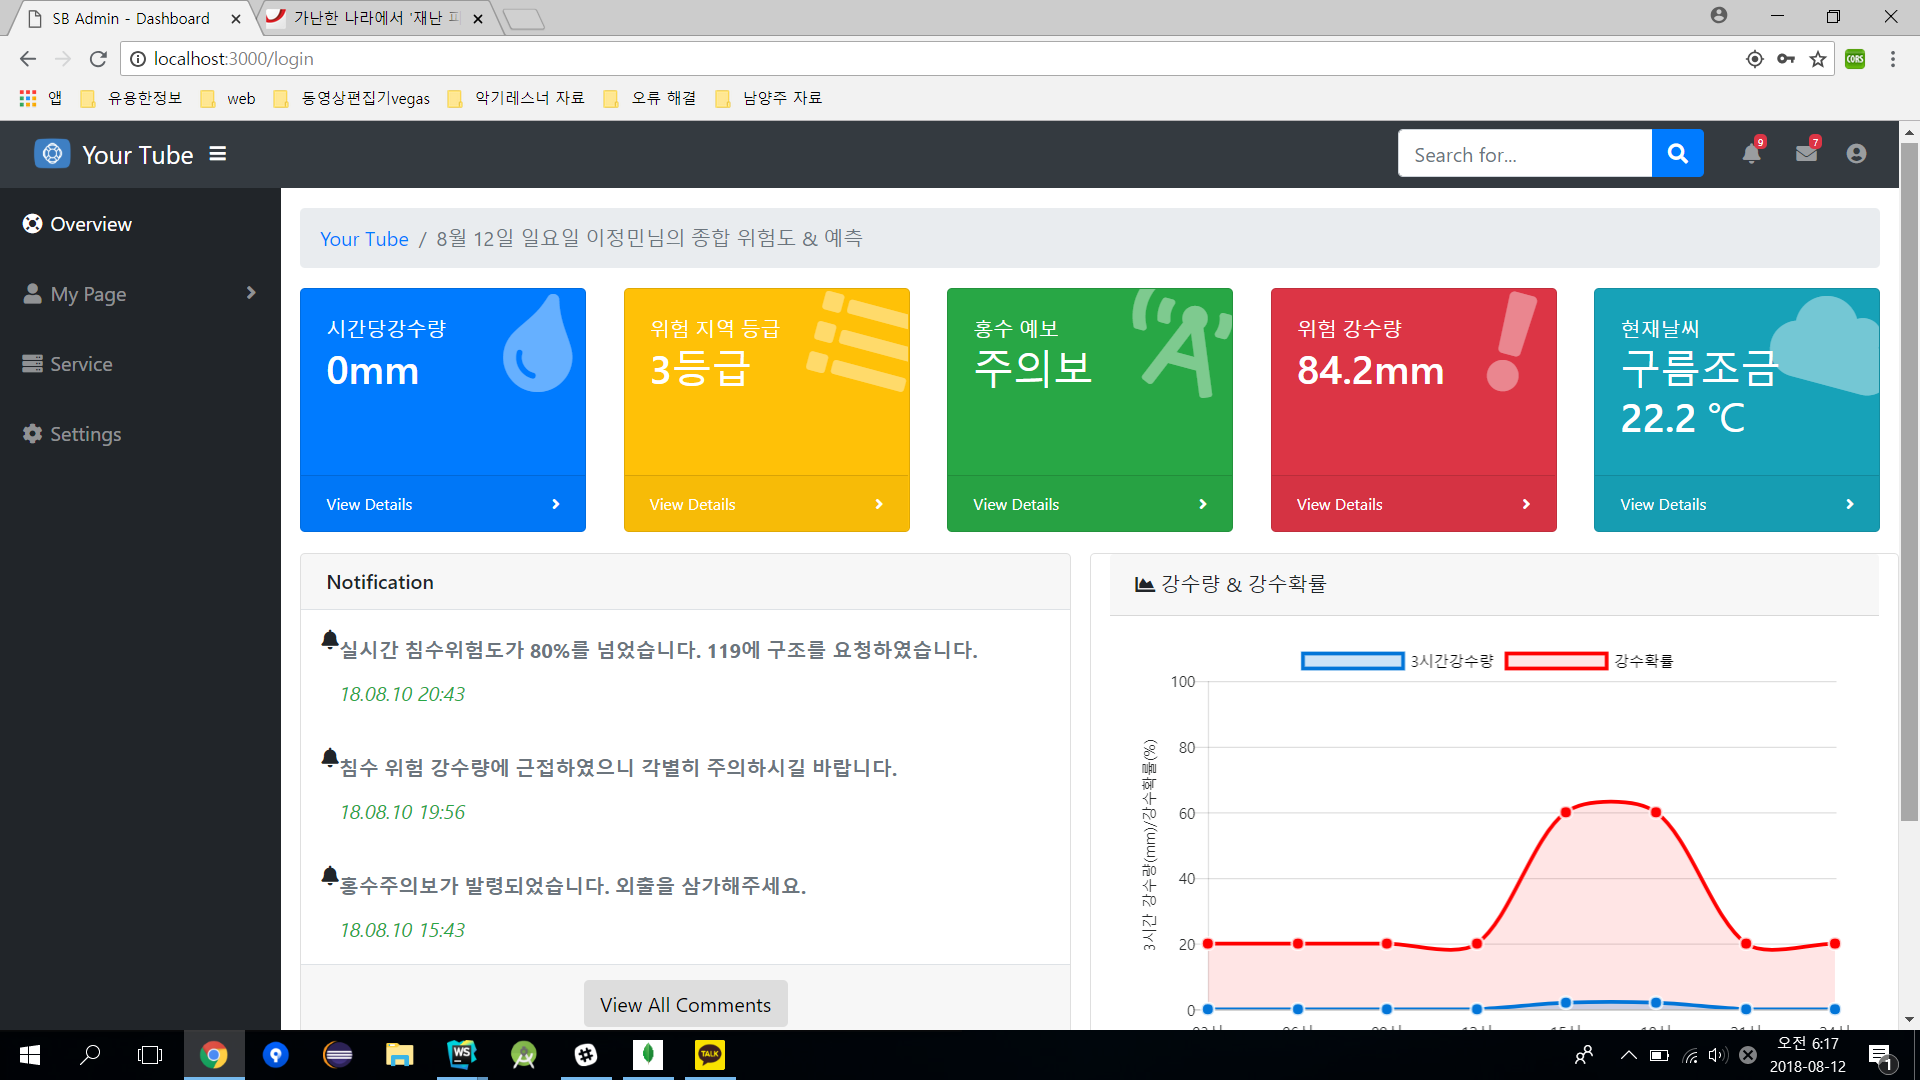 SB Admin - Dashboard
가난한 나라에서 '재난 피
localhost:3000/login
CORS
앱
유용한정보
web
동영상편집기vegas
악기레스너 자료
오류 해결
남양주 자료
Your Tube
Search for...
9
7
Overview
My Page
Service
Settings
Your Tube / 8월 12일 일요일 이정민님의 종합 위험도 & 예측
시간당강수량
0mm
View Details
위험 지역 등급
3등급
View Details
홍수 예보
주의보
View Details
위험 강수량
84.2mm
View Details
현재날씨
구름조금
22.2 ℃
View Details
Notification
실시간 침수위험도가 80%를 넘었습니다. 119에 구조를 요청하였습니다.
18.08.10 20:43
침수 위험 강수량에 근접하였으니 각별히 주의하시길 바랍니다.
18.08.10 19:56
홍수주의보가 발령되었습니다. 외출을 삼가해주세요.
18.08.10 15:43
View All Comments
강수량 & 강수확률
3시간강수량
강수확률
3시간 강수량(mm)/강수확률(%)
100
80
60
40
20
0
WS
TALK
오전 6:17
2018-08-12
1